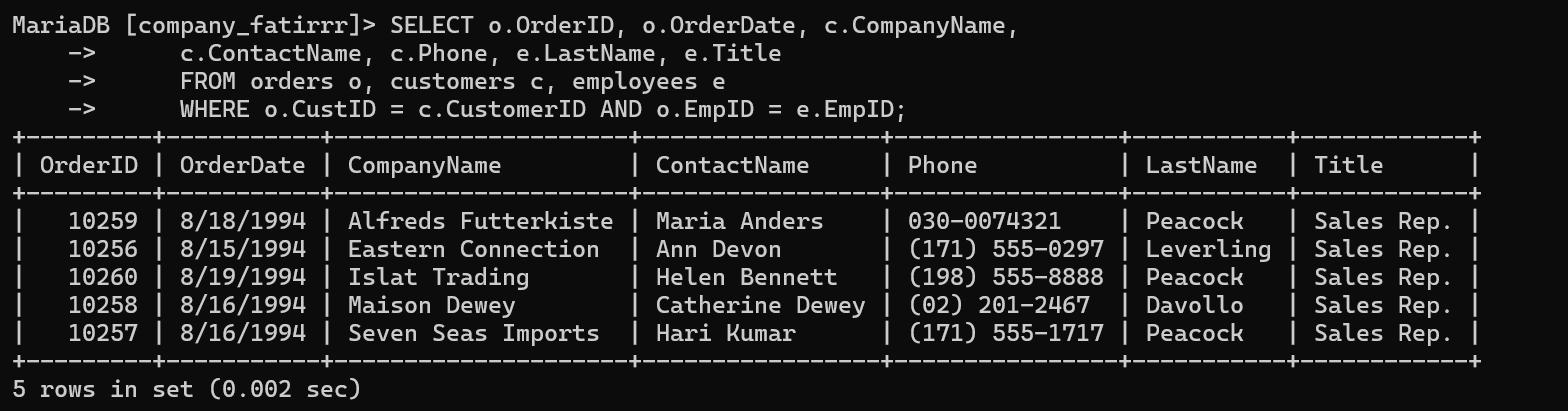 MariaDB [company_fatirrr]> SELECT o.OrderID, o.OrderDate, c.CompanyName,
    ->      c.ContactName, c.Phone, e.LastName, e.Title
    ->      FROM orders o, customers c, employees e
    ->      WHERE o.CustID = c.CustomerID AND o.EmpID = e.EmpID;
+---------+-----------+---------------------+-----------------+----------------+-----------+------------+
| OrderID | OrderDate | CompanyName         | ContactName     | Phone          | LastName  | Title      |
+---------+-----------+---------------------+-----------------+----------------+-----------+------------+
|   10259 | 8/18/1994 | Alfreds Futterkiste | Maria Anders    | 030-0074321    | Peacock   | Sales Rep. |
|   10256 | 8/15/1994 | Eastern Connection  | Ann Devon       | (171) 555-0297 | Leverling | Sales Rep. |
|   10260 | 8/19/1994 | Islat Trading       | Helen Bennett   | (198) 555-8888 | Peacock   | Sales Rep. |
|   10258 | 8/16/1994 | Maison Dewey        | Catherine Dewey | (02) 201-2467  | Davollo   | Sales Rep. |
|   10257 | 8/16/1994 | Seven Seas Imports  | Hari Kumar      | (171) 555-1717 | Peacock   | Sales Rep. |
+---------+-----------+---------------------+-----------------+----------------+-----------+------------+
5 rows in set (0.002 sec)